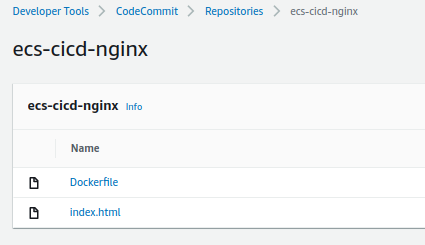 Developer Tools > CodeCommit > Repositories > ecs-cicd-nginx
ecs-cicd-nginx
ecs-cicd-nginx Info
Name
Dockerfile
index.html